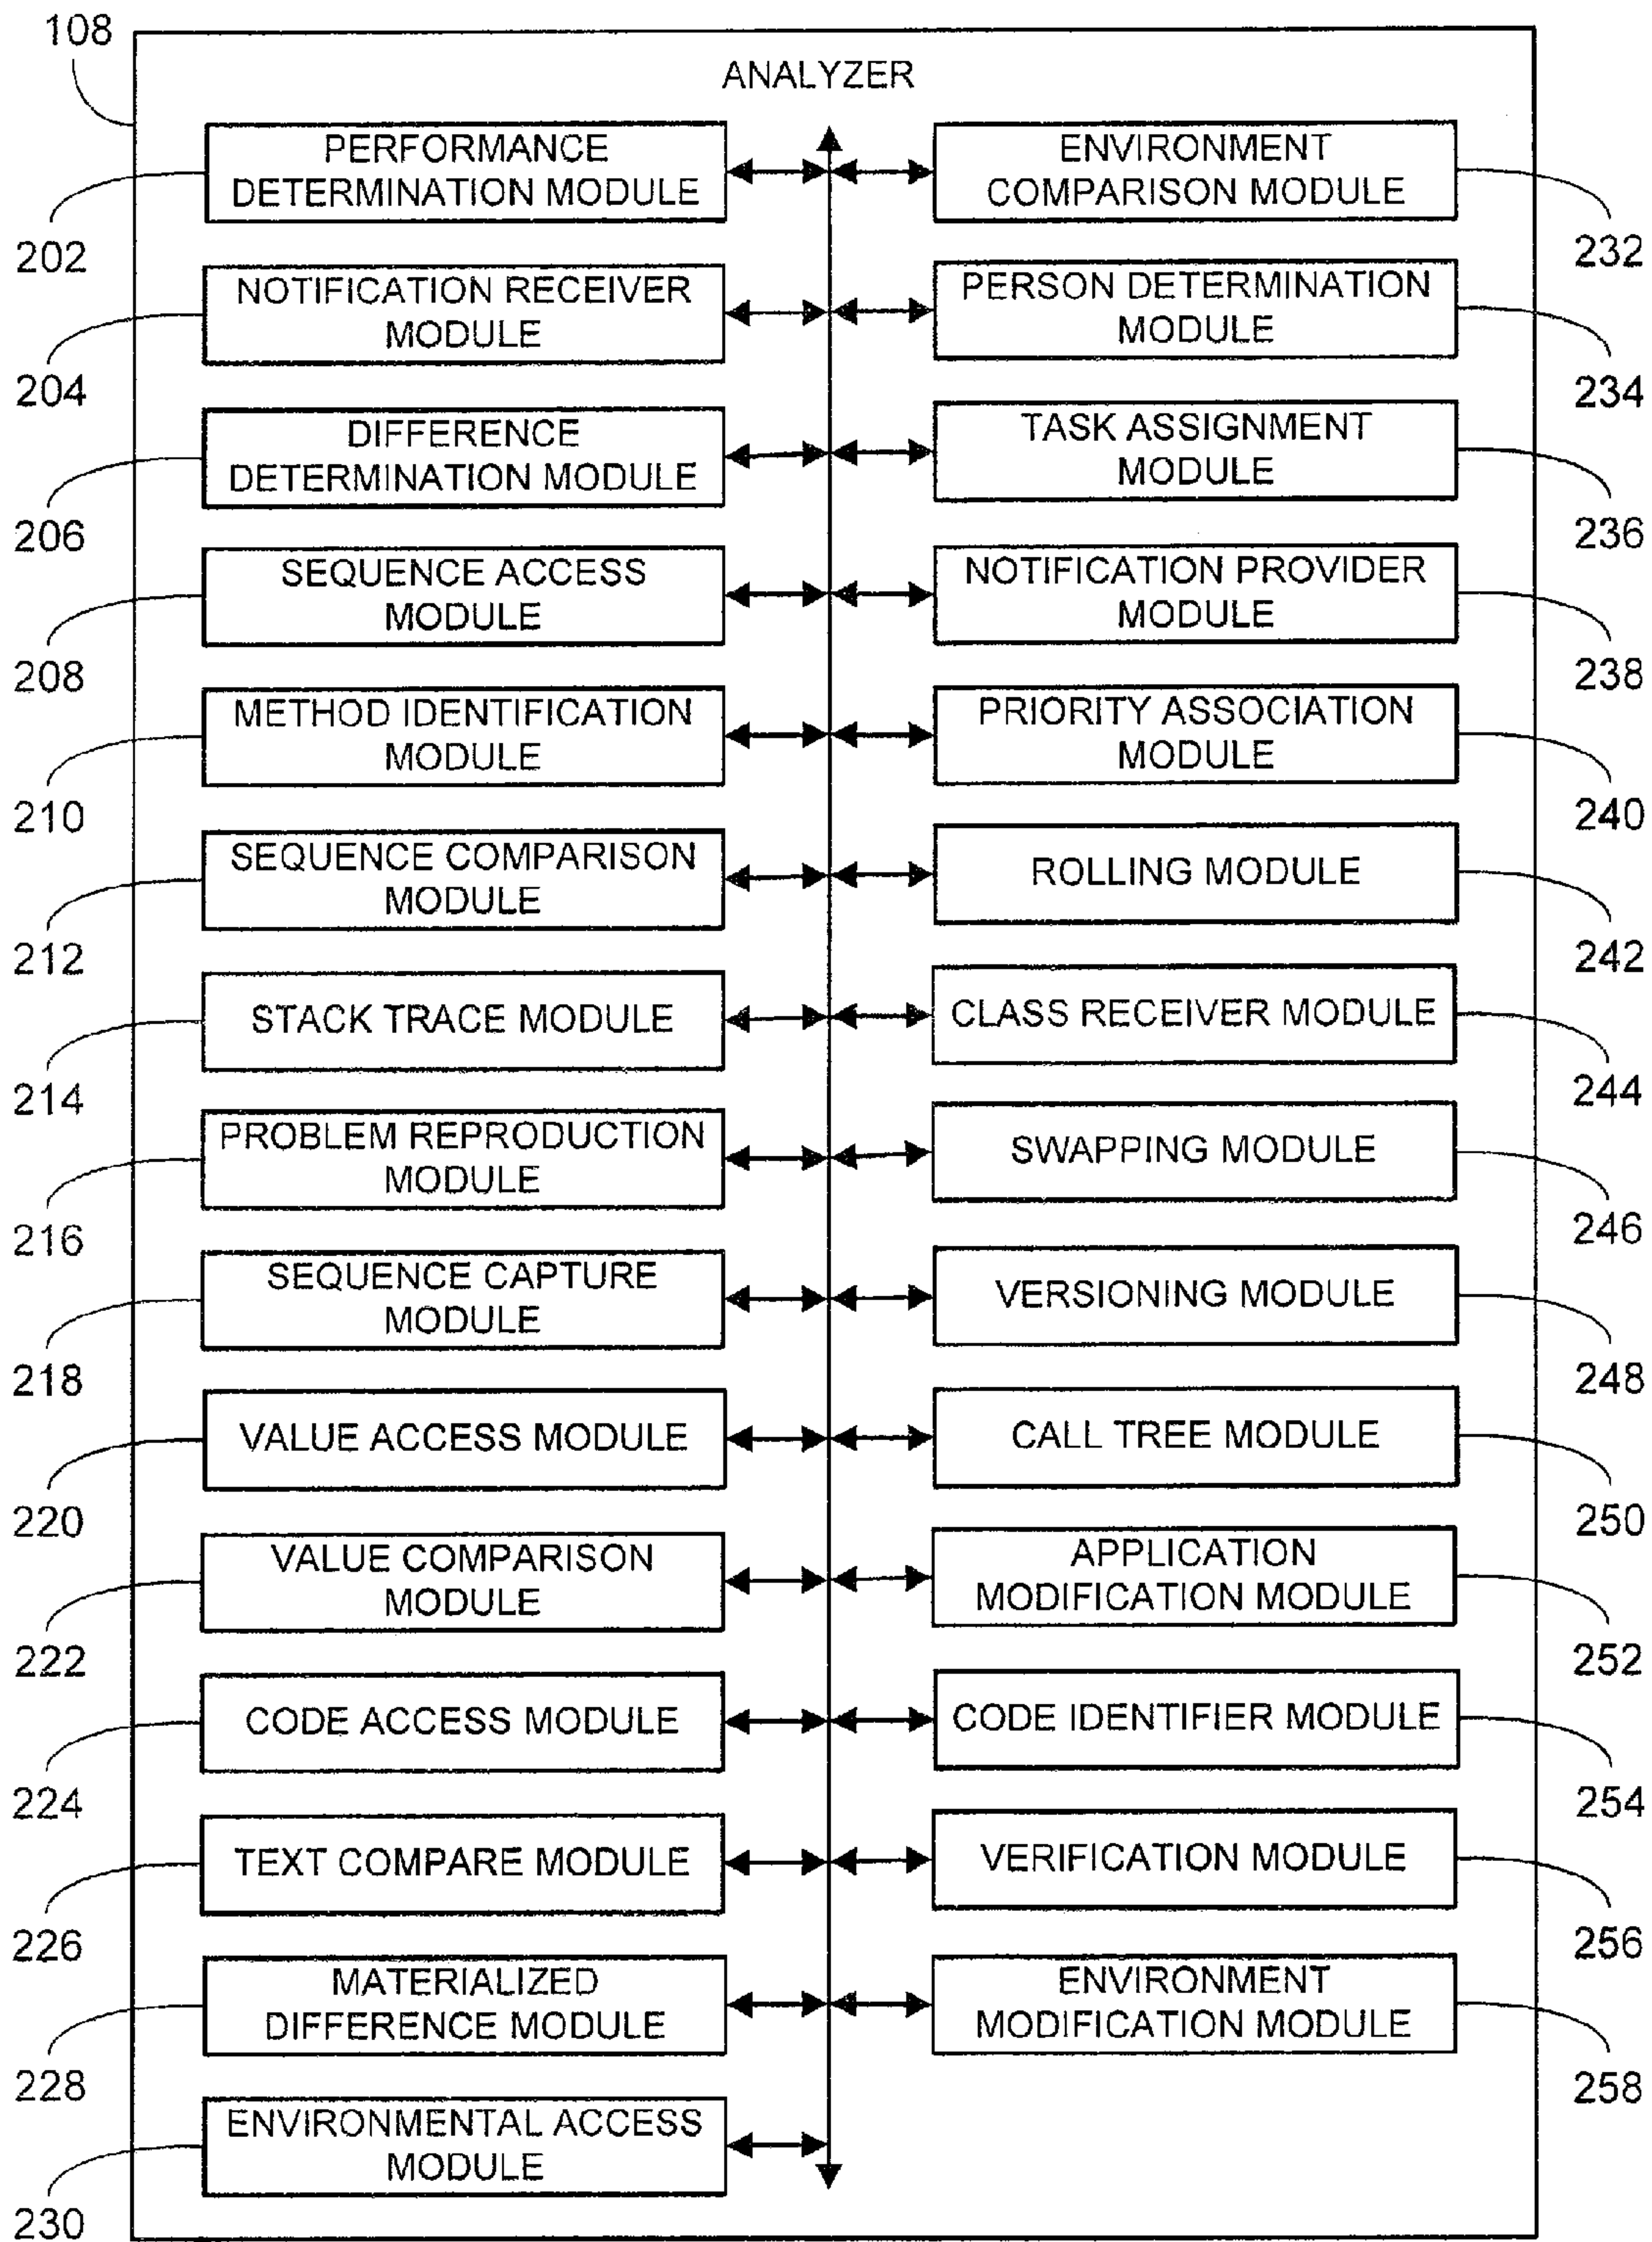 108
ANALYZER
PERFORMANCE
DETERMINATION MODULE
202
NOTIFICATION RECEIVER
MODULE
204
DIFFERENCE
DETERMINATION MODULE
206
SEQUENCE ACCESS
MODULE
208
METHOD IDENTIFICATION
MODULE
210
SEQUENCE COMPARISON
MODULE
212
STACK TRACE MODULE
214
PROBLEM REPRODUCTION
MODULE
216
SEQUENCE CAPTURE
MODULE
218
VALUE ACCESS MODULE
220
VALUE COMPARISON
MODULE
222
CODE ACCESS MODULE
224
TEXT COMPARE MODULE
226
MATERIALIZED
DIFFERENCE MODULE
228
ENVIRONMENTAL ACCESS
MODULE
230
ENVIRONMENT
COMPARISON MODULE
232
PERSON DETERMINATION
MODULE
234
TASK ASSIGNMENT
MODULE
236
NOTIFICATION PROVIDER
MODULE
238
PRIORITY ASSOCIATION
MODULE
240
ROLLING MODULE
242
CLASS RECEIVER MODULE
244
SWAPPING MODULE
246
VERSIONING MODULE
248
CALL TREE MODULE
250
APPLICATION
MODIFICATION MODULE
252
CODE IDENTIFIER MODULE
254
VERIFICATION MODULE
256
ENVIRONMENT
MODIFICATION MODULE
258